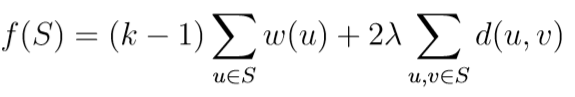 f(S) = (k − 1) ∑_{u∈S} w(u) + 2λ ∑_{u,v∈S} d(u, v)